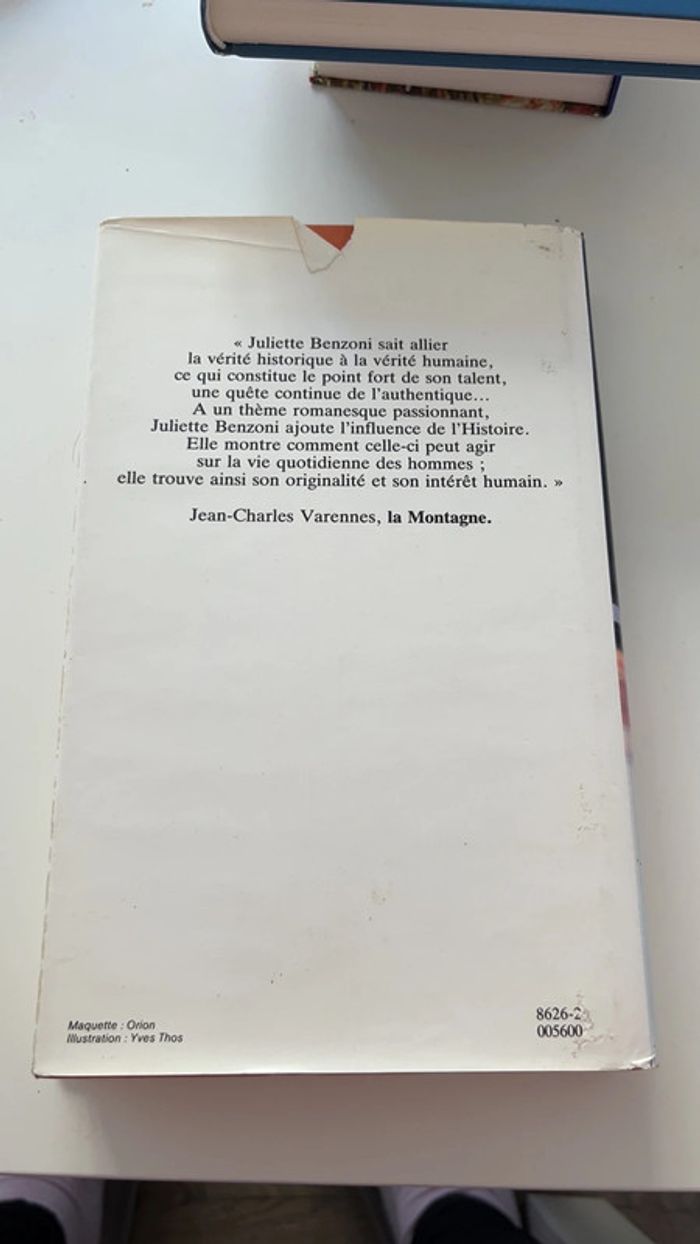 « Juliette Benzoni sait allier
la vérité historique à la vérité humaine,
ce qui constitue le point fort de son talent,
une quête continue de l'authentique...
A un thème romanesque passionnant,
Juliette Benzoni ajoute l'influence de l'Histoire.
Elle montre comment celle-ci peut agir
sur la vie quotidienne des hommes ;
elle trouve ainsi son originalité et son intérêt humain. »
Jean-Charles Varennes, la Montagne.
Maquette : Orion
Illustration : Yves Thos
8626-2
005600